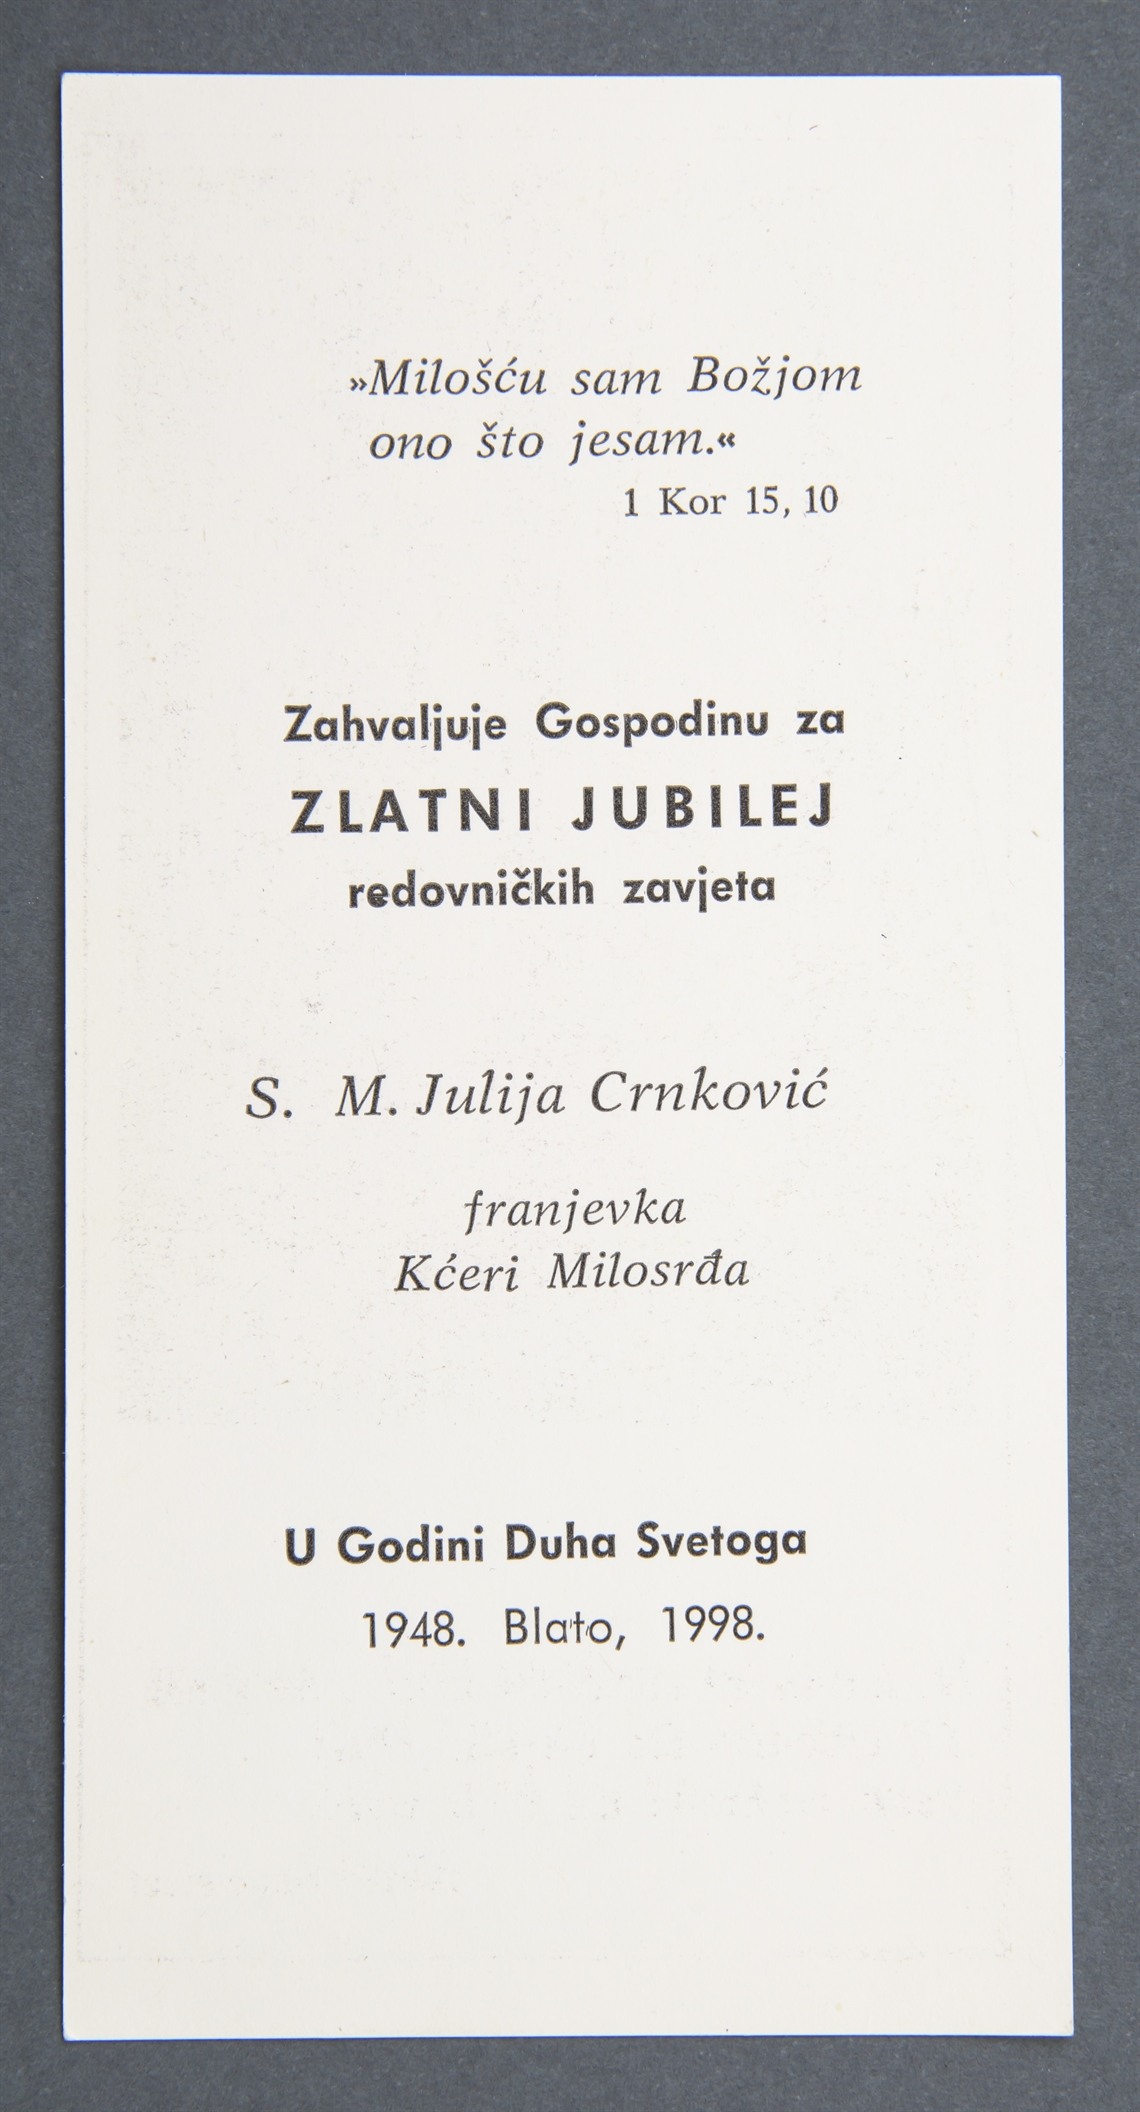 »Milošću sam Božjom
ono što jesam.«
1 Kor 15, 10
Zahvaljuje Gospodinu za
ZLATNI JUBILEJ
redovničkih zavjeta
S. M. Julija Crnković
franjevka
Kćeri Milosrđa
U Godini Duha Svetoga
1948. Blato, 1998.